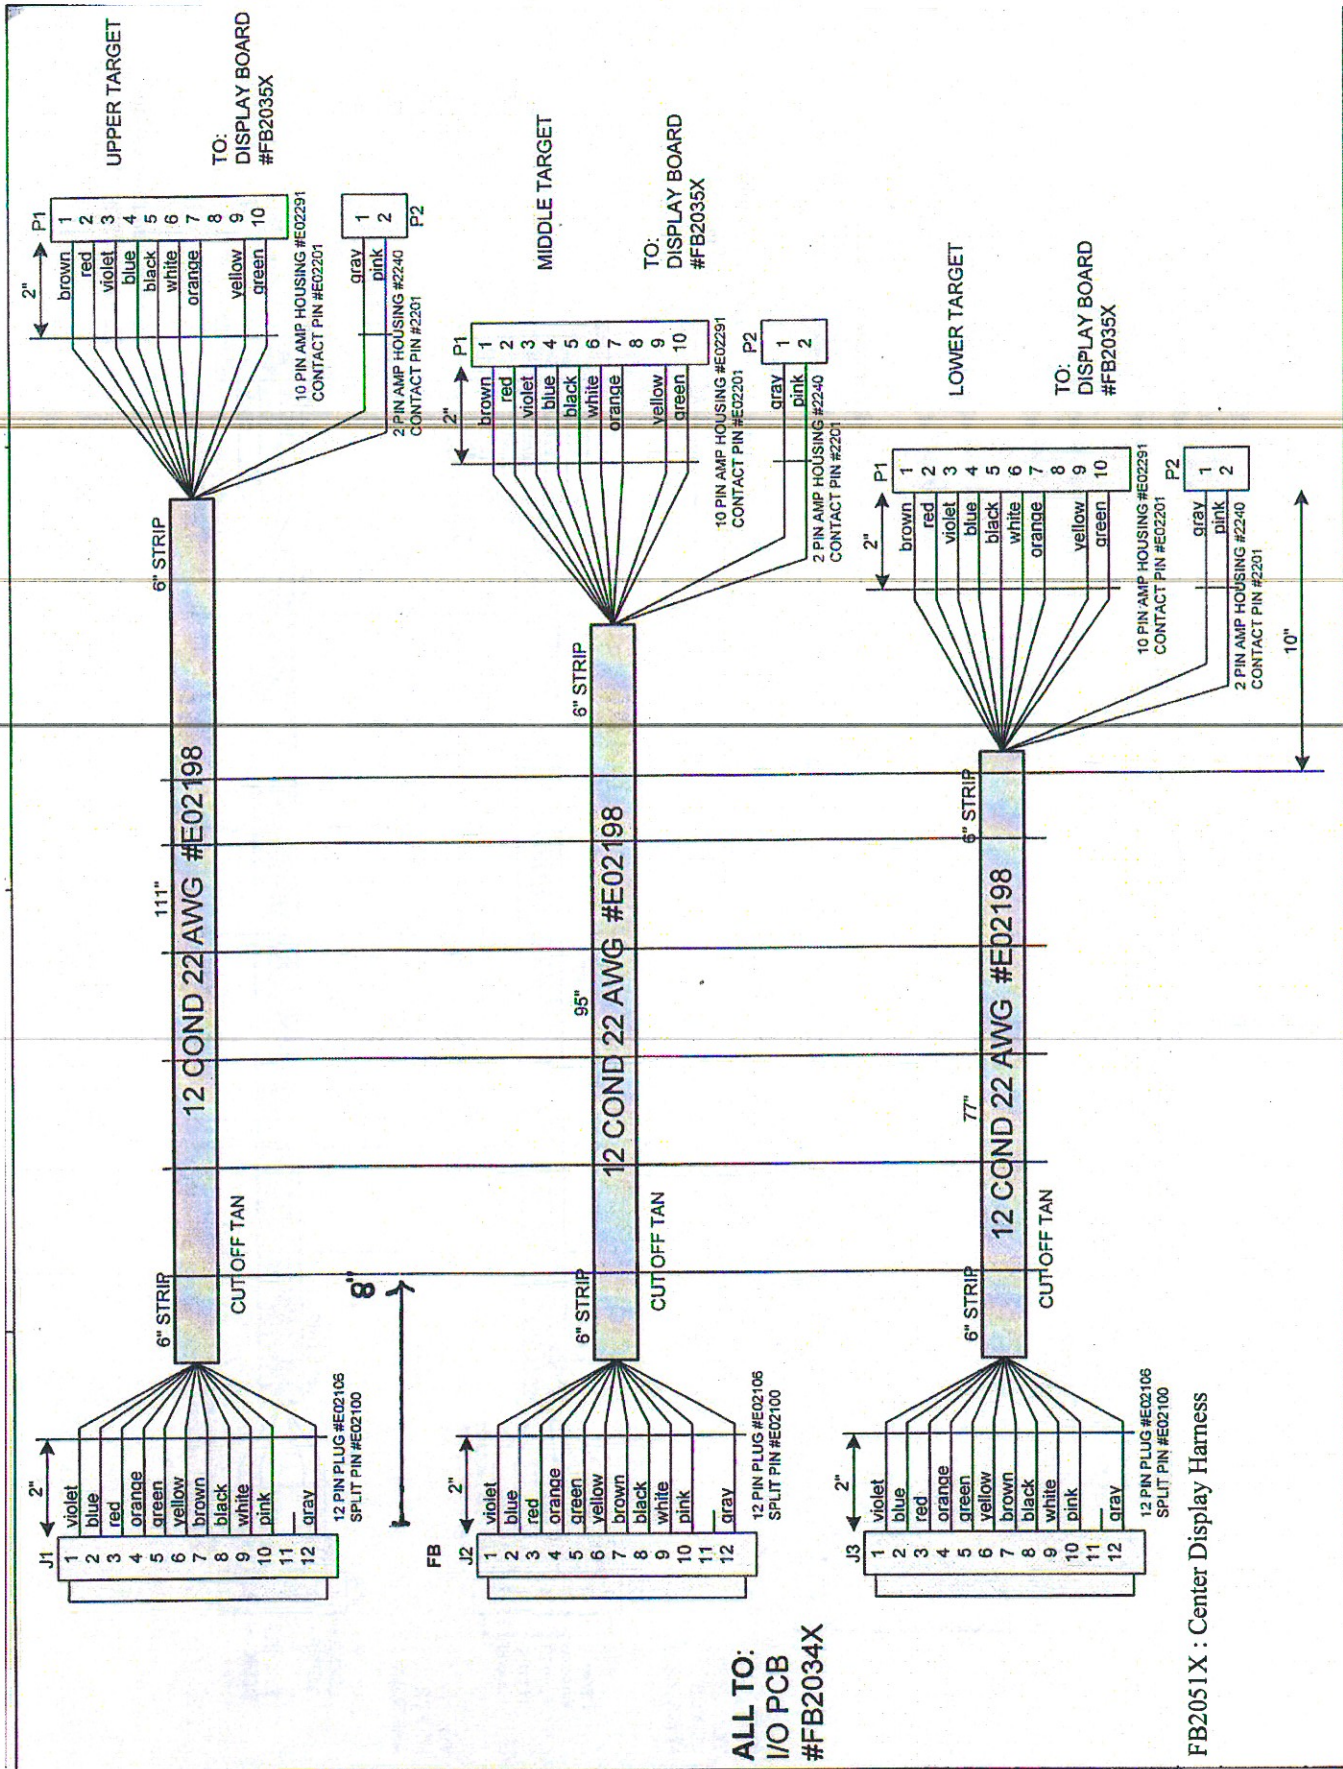 J1
2"
1 violet
2 blue
3 red
4 orange
5 green
6 yellow
7 brown
8 black
9 white
10 pink
11
12 gray
12 PIN PLUG #E02106
SPLIT PIN #E02100
6" STRIP
CUT OFF TAN
111"
12 COND 22 AWG #E02198
6" STRIP
2"
P1
brown 1
red 2
violet 3
blue 4
black 5
white 6
orange 7
8
yellow 9
green 10
10 PIN AMP HOUSING #E02291
CONTACT PIN #E02201
gray 1
pink 2
P2
2 PIN AMP HOUSING #2240
CONTACT PIN #2201
UPPER TARGET
TO:
DISPLAY BOARD
#FB2035X
8"
FB
J2
2"
1 violet
2 blue
3 red
4 orange
5 green
6 yellow
7 brown
8 black
9 white
10 pink
11
12 gray
12 PIN PLUG #E02106
SPLIT PIN #E02100
6" STRIP
CUT OFF TAN
95"
12 COND 22 AWG #E02198
6" STRIP
2"
P1
brown 1
red 2
violet 3
blue 4
black 5
white 6
orange 7
8
yellow 9
green 10
10 PIN AMP HOUSING #E02291
CONTACT PIN #E02201
P2
gray 1
pink 2
2 PIN AMP HOUSING #2240
CONTACT PIN #2201
MIDDLE TARGET
TO:
DISPLAY BOARD
#FB2035X
ALL TO:
I/O PCB
#FB2034X
J3
2"
1 violet
2 blue
3 red
4 orange
5 green
6 yellow
7 brown
8 black
9 white
10 pink
11
12 gray
12 PIN PLUG #E02106
SPLIT PIN #E02100
6" STRIP
CUT OFF TAN
77"
12 COND 22 AWG #E02198
6" STRIP
2"
P1
brown 1
red 2
violet 3
blue 4
black 5
white 6
orange 7
8
yellow 9
green 10
10 PIN AMP HOUSING #E02291
CONTACT PIN #E02201
P2
gray 1
pink 2
2 PIN AMP HOUSING #2240
CONTACT PIN #2201
10"
LOWER TARGET
TO:
DISPLAY BOARD
#FB2035X
FB2051X : Center Display Harness